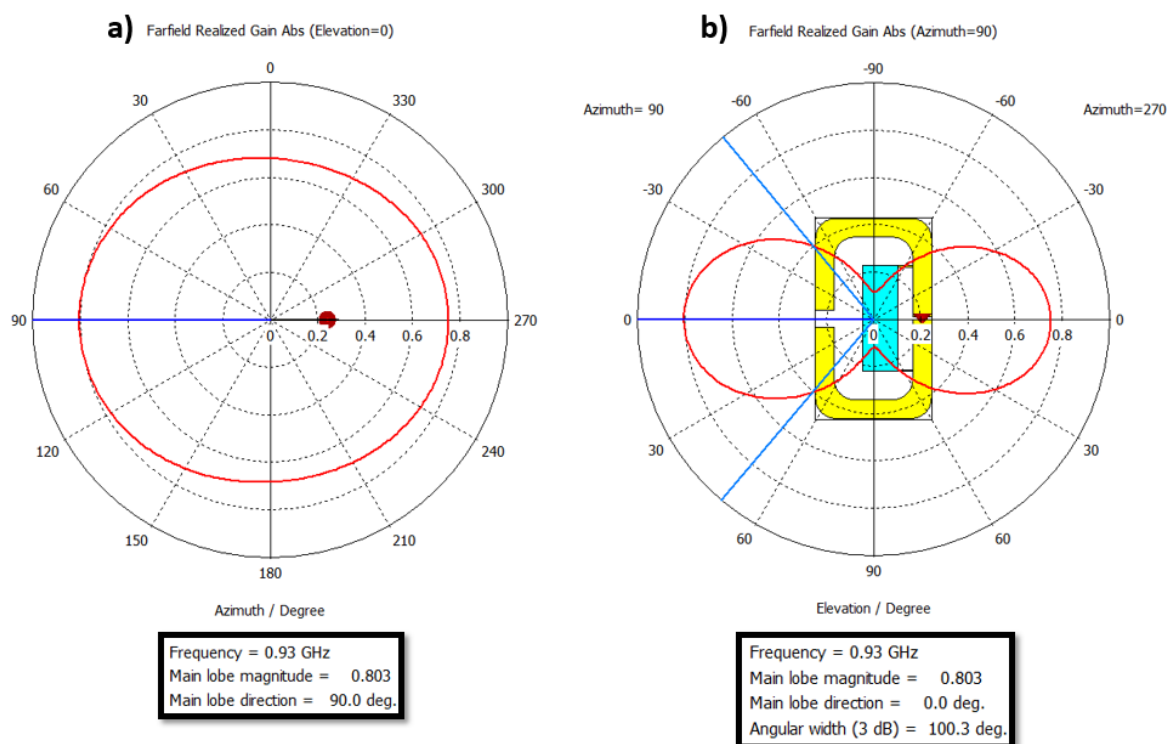 a) Farfield Realized Gain Abs (Elevation=0)
0
30
330
60
300
90
0
0.2
0.4
0.6
0.8
270
120
240
150
210
180
Azimuth / Degree
Frequency = 0.93 GHz
Main lobe magnitude = 0.803
Main lobe direction = 90.0 deg.
b) Farfield Realized Gain Abs (Azimuth=90)
-90
Azimuth= 90
-60
-60
Azimuth=270
-30
-30
0
0
0.2
0.4
0.6
0.8
0
30
30
60
60
90
Elevation / Degree
Frequency = 0.93 GHz
Main lobe magnitude = 0.803
Main lobe direction = 0.0 deg.
Angular width (3 dB) = 100.3 deg.